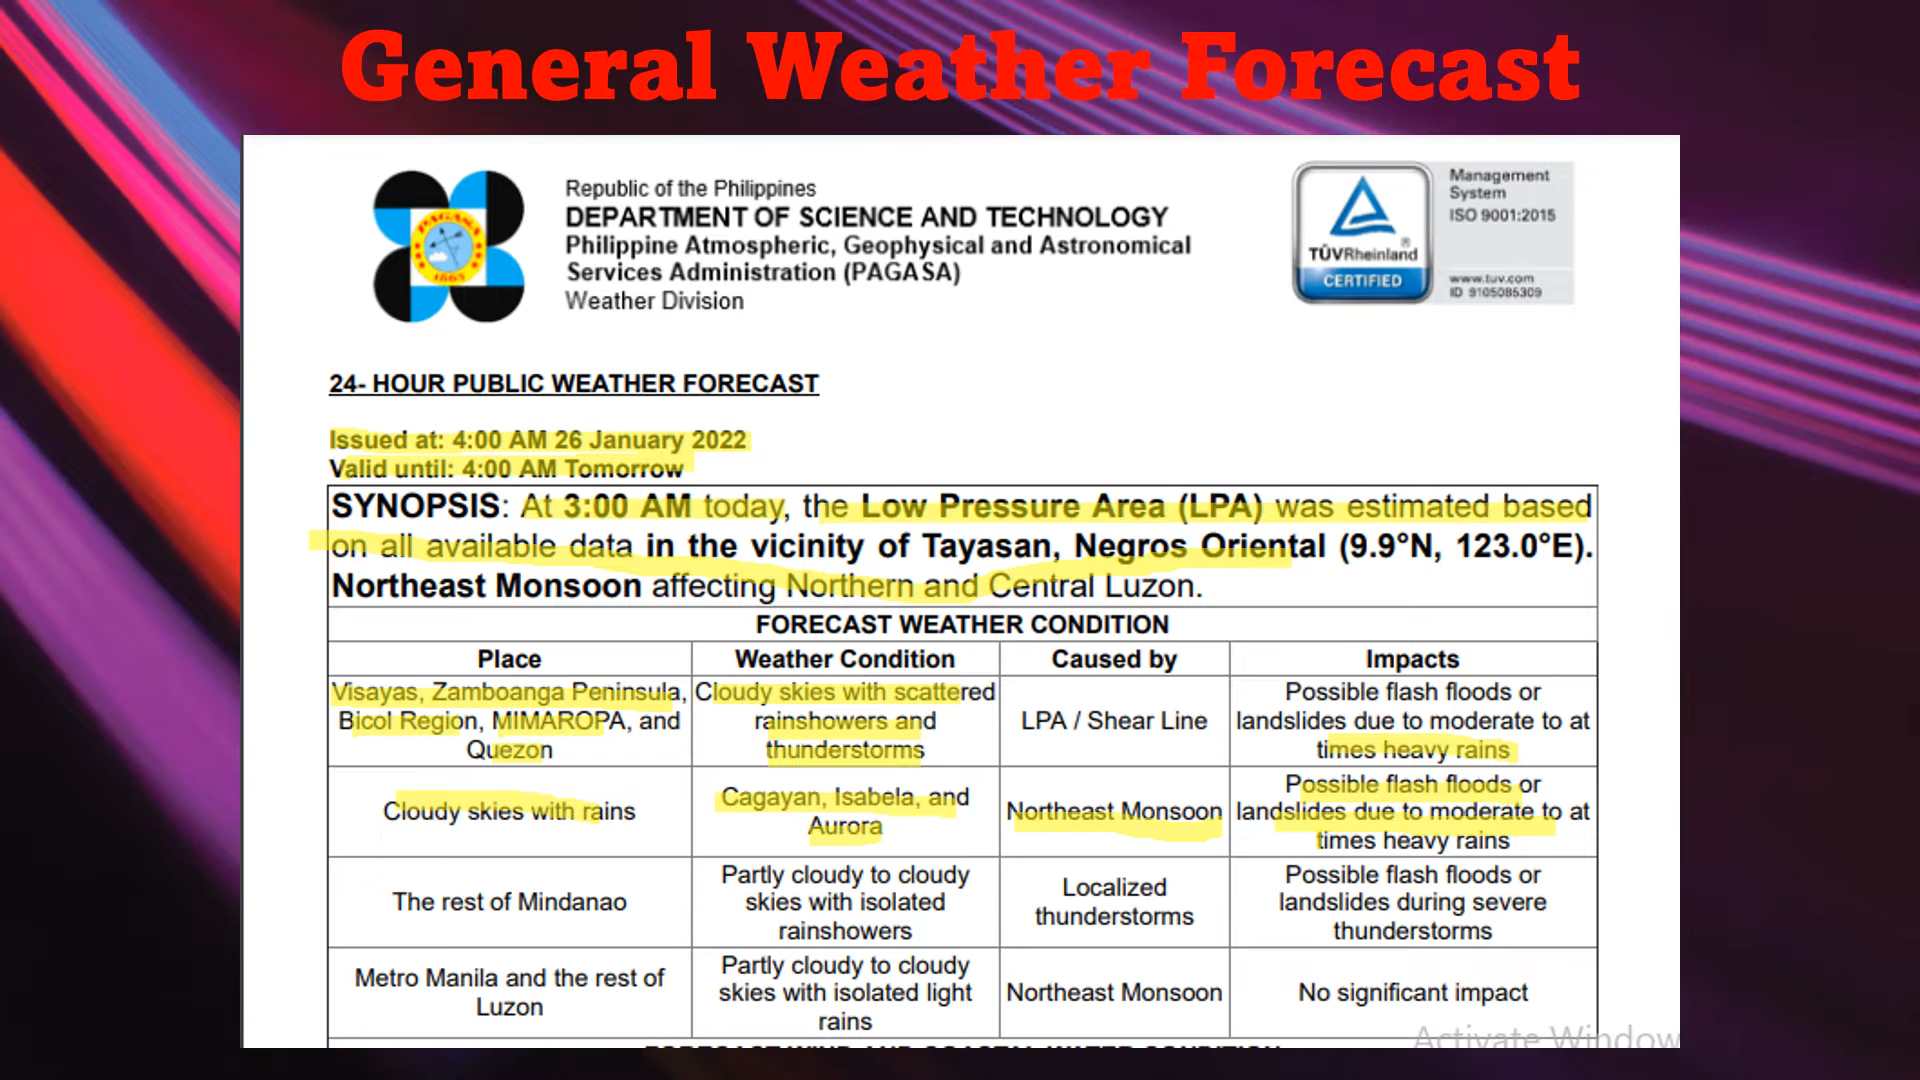 General Weather Forecast
Republic of the Philippines
DEPARTMENT OF SCIENCE AND TECHNOLOGY
Philippine Atmospheric, Geophysical and Astronomical
Services Administration (PAGASA)
Weather Division
PAGASA
1865
TÜVRheinland®
CERTIFIED
Management
System
ISO 9001:2015
www.tuv.com
ID 9105085309
24- HOUR PUBLIC WEATHER FORECAST
Issued at: 4:00 AM 26 January 2022
Valid until: 4:00 AM Tomorrow
SYNOPSIS: At 3:00 AM today, the Low Pressure Area (LPA) was estimated based
on all available data in the vicinity of Tayasan, Negros Oriental (9.9°N, 123.0°E).
Northeast Monsoon affecting Northern and Central Luzon.
FORECAST WEATHER CONDITION
Place Weather Condition Caused by Impacts
Visayas, Zamboanga Peninsula,
Bicol Region, MIMAROPA, and
Quezon
Cloudy skies with scattered
rainshowers and
thunderstorms
LPA / Shear Line
Possible flash floods or
landslides due to moderate to at
times heavy rains
Cloudy skies with rains
Cagayan, Isabela, and
Aurora
Northeast Monsoon
Possible flash floods or
landslides due to moderate to at
times heavy rains
The rest of Mindanao
Partly cloudy to cloudy
skies with isolated
rainshowers
Localized
thunderstorms
Possible flash floods or
landslides during severe
thunderstorms
Metro Manila and the rest of
Luzon
Partly cloudy to cloudy
skies with isolated light
rains
Northeast Monsoon
No significant impact
Activate Window
FORECAST WIND AND COASTAL WATER CONDITION